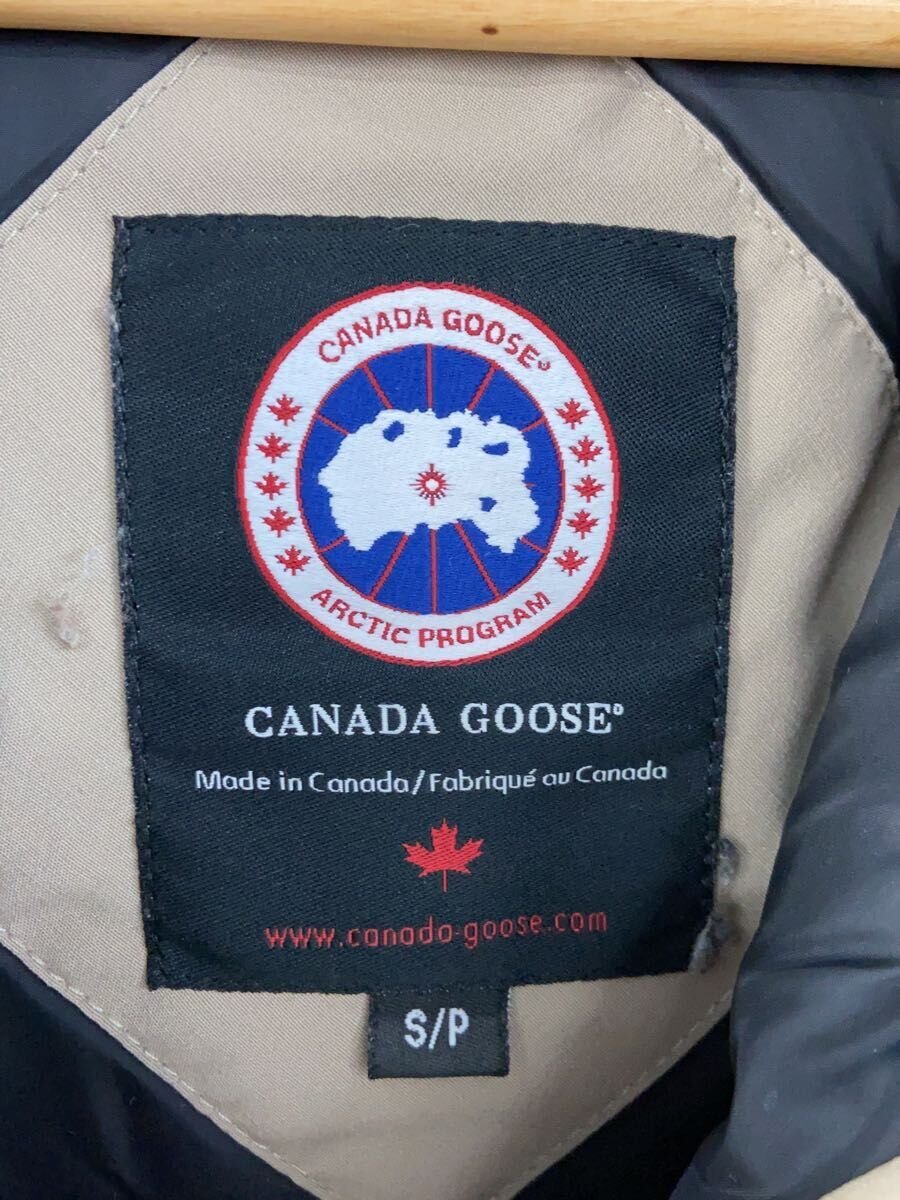 CANADA GOOSE®
ARCTIC PROGRAM
CANADA GOOSE®
Made in Canada/Fabriqué au Canada
www.canada-goose.com
S/P